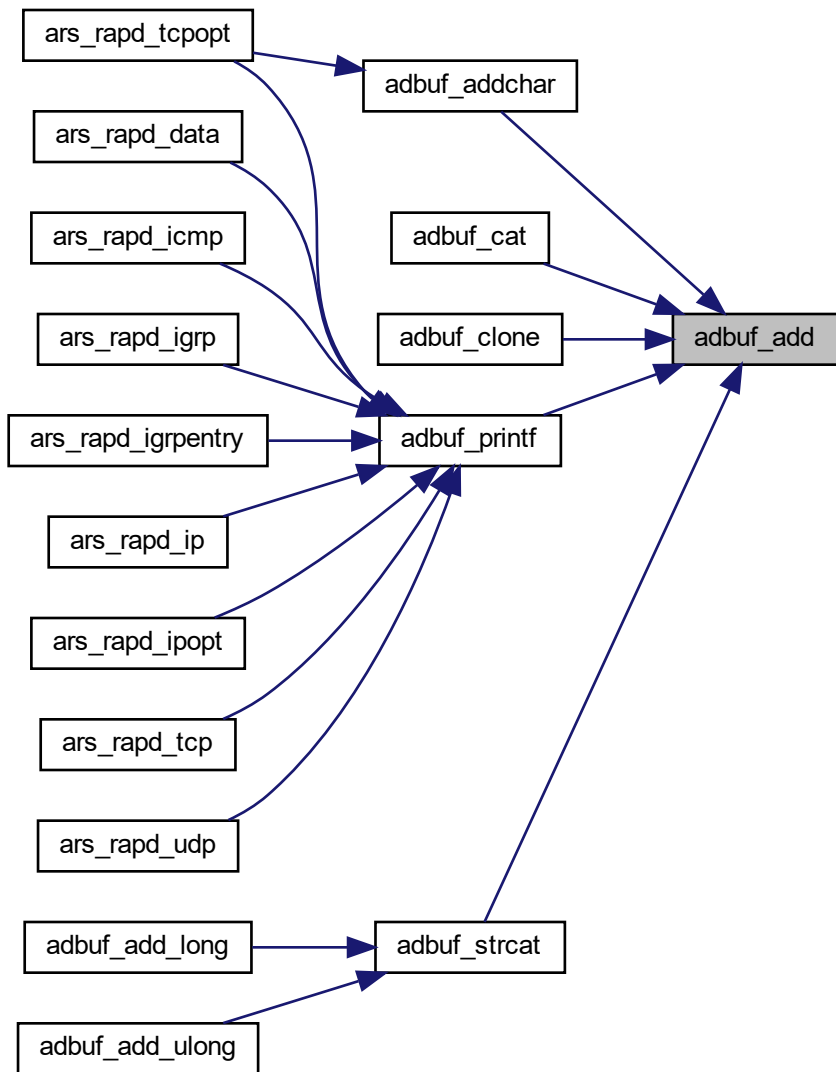 ars_rapd_tcpopt
adbuf_addchar
ars_rapd_data
ars_rapd_icmp
adbuf_cat
ars_rapd_igrp
adbuf_clone
adbuf_add
ars_rapd_igrpentry
adbuf_printf
ars_rapd_ip
ars_rapd_ipopt
ars_rapd_tcp
ars_rapd_udp
adbuf_add_long
adbuf_strcat
adbuf_add_ulong